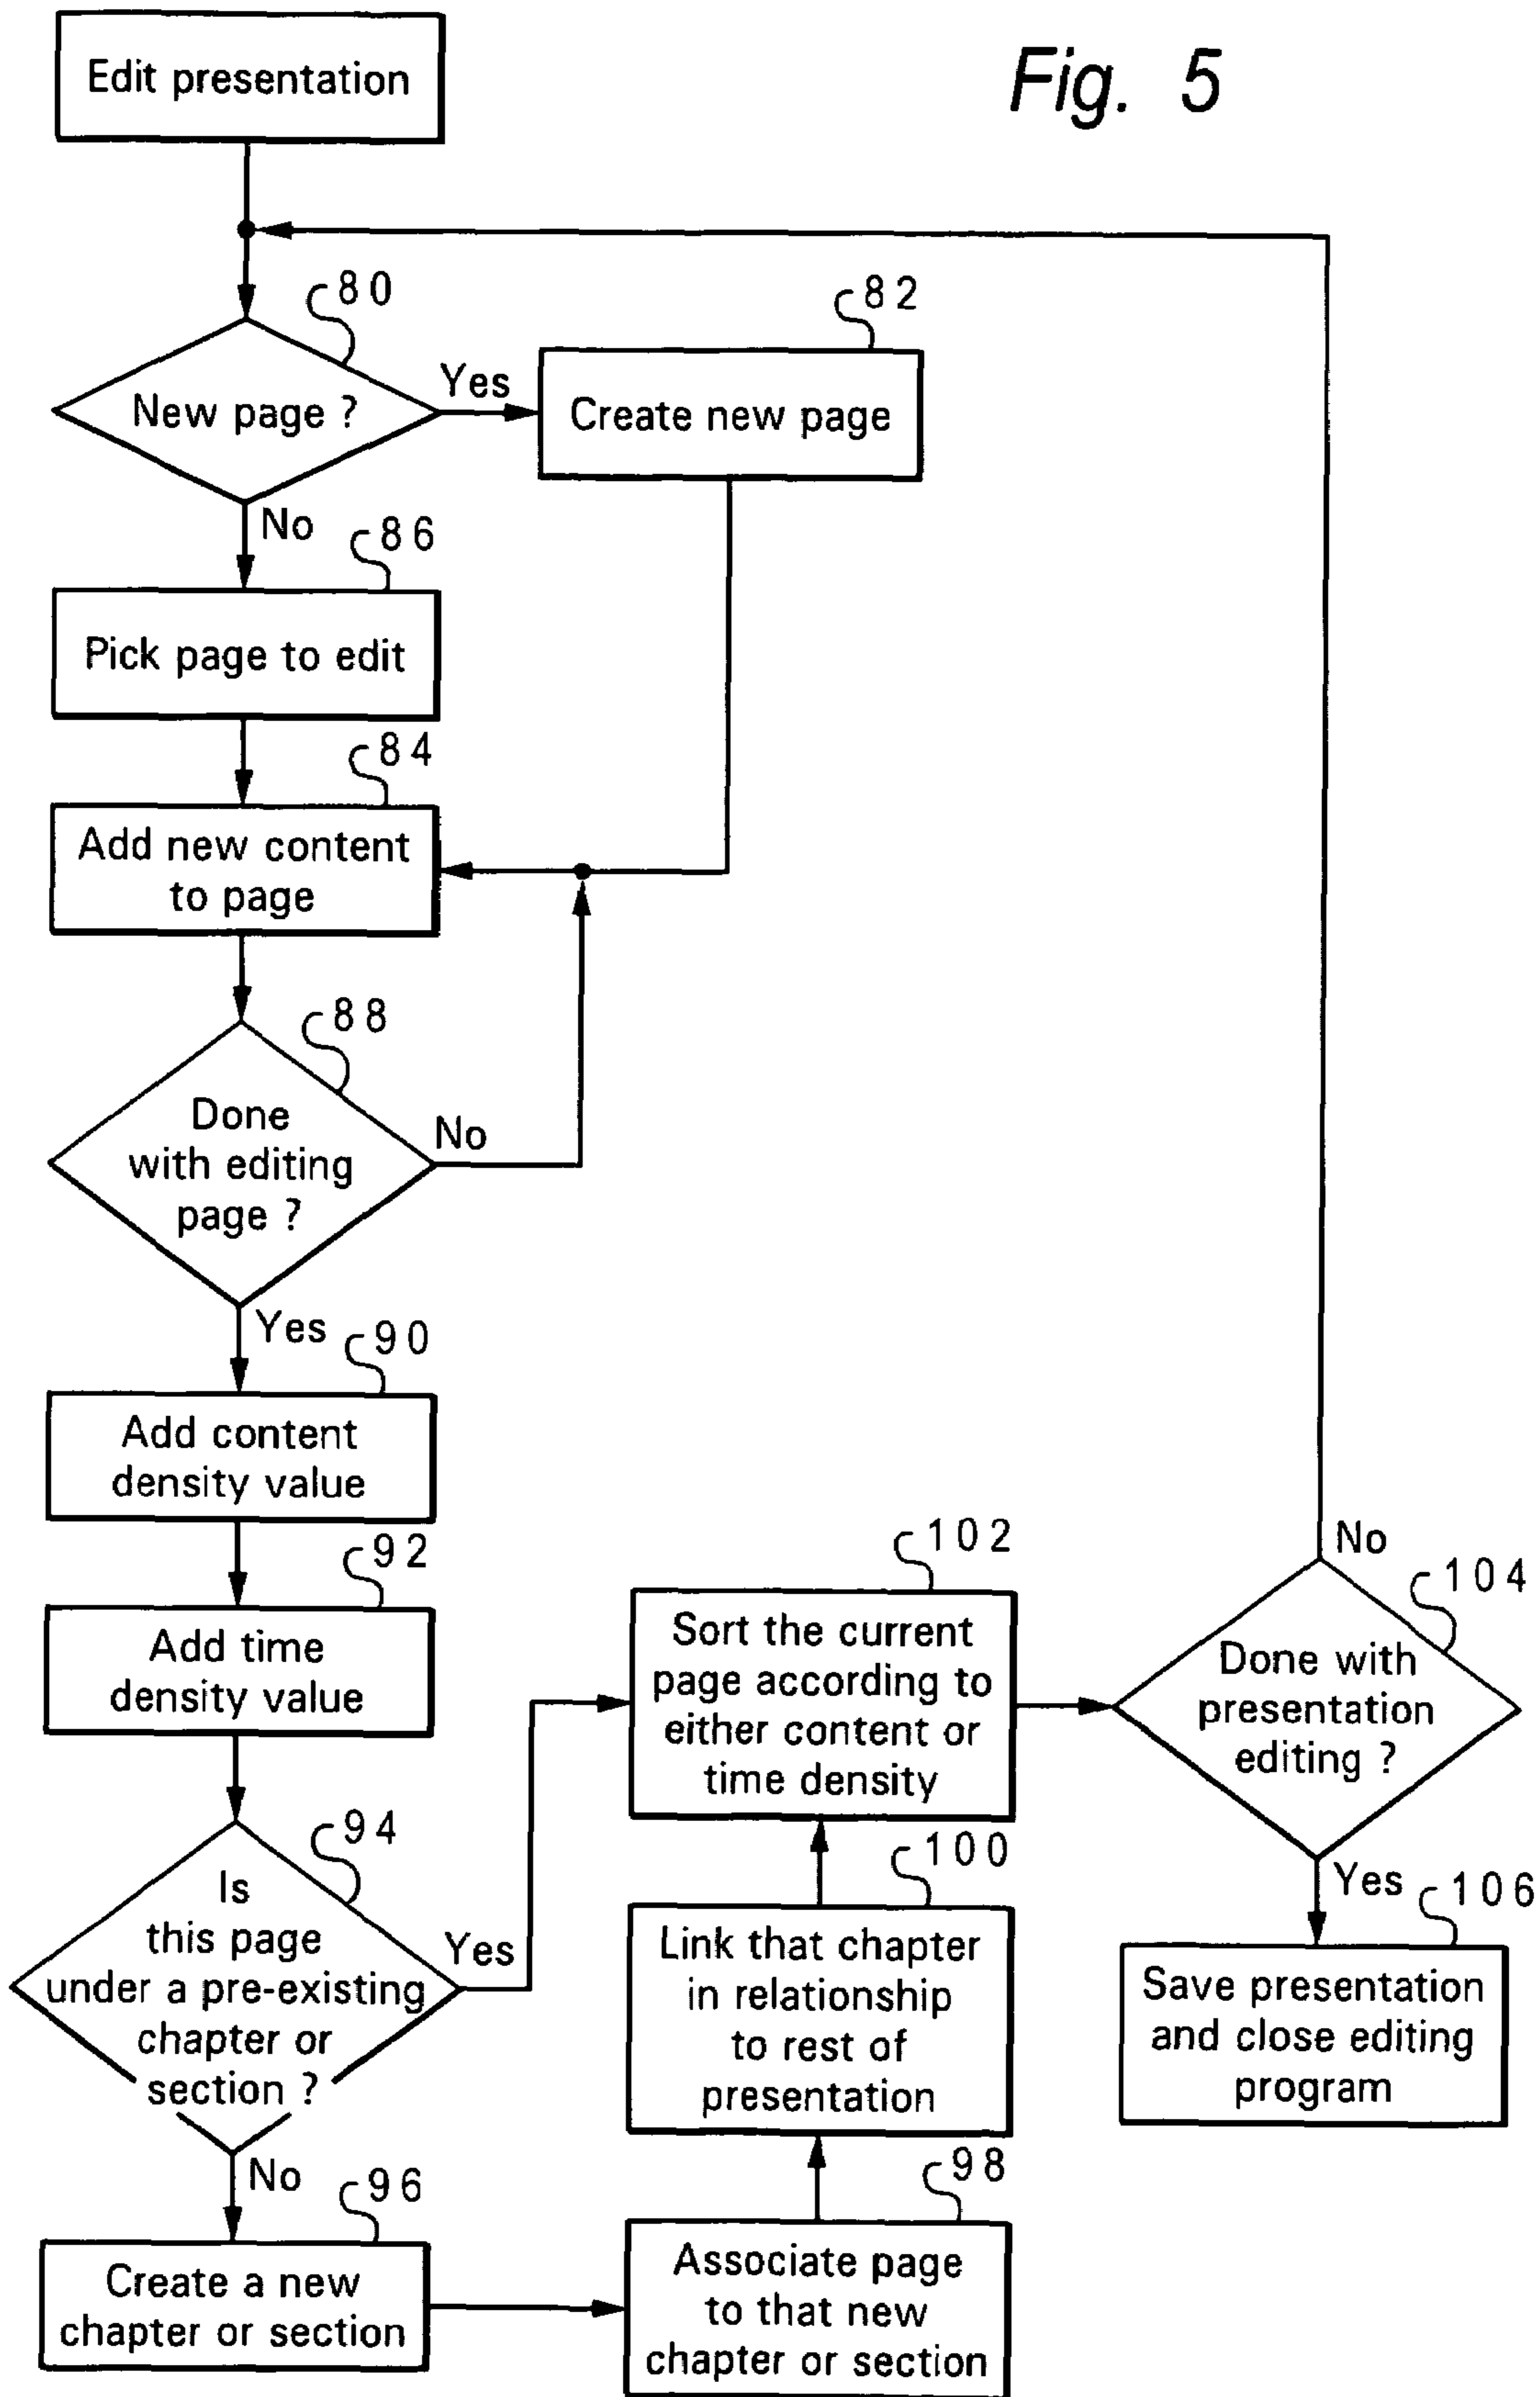 Fig. 5
Edit presentation
80
New page ?
Yes
82
Create new page
No
86
Pick page to edit
84
Add new content
to page
88
Done
with editing
page ?
No
Yes
90
Add content
density value
92
Add time
density value
94
Is
this page
under a pre-existing
chapter or
section ?
Yes
No
96
Create a new
chapter or section
98
Associate page
to that new
chapter or section
100
Link that chapter
in relationship
to rest of
presentation
102
Sort the current
page according to
either content or
time density
104
Done with
presentation
editing ?
No
Yes
106
Save presentation
and close editing
program